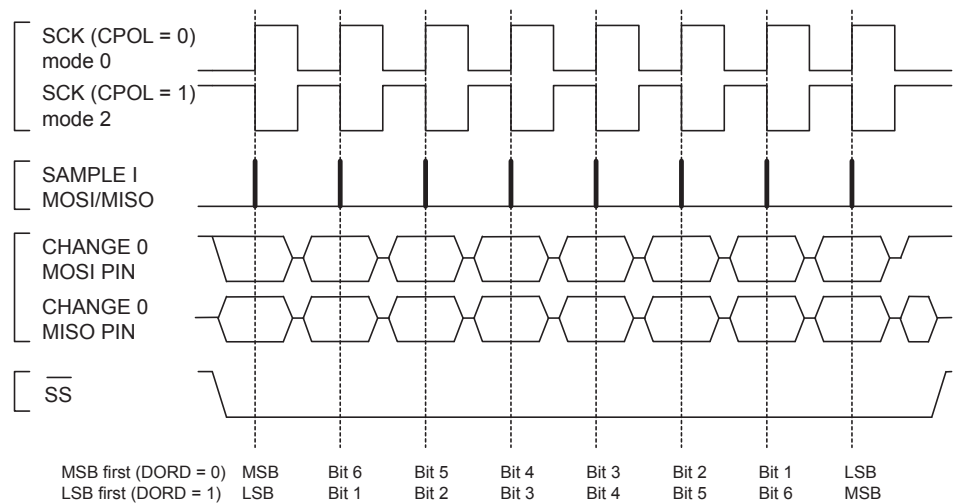 SCK (CPOL = 0)
mode 0
SCK (CPOL = 1)
mode 2
SAMPLE I
MOSI/MISO
CHANGE 0
MOSI PIN
CHANGE 0
MISO PIN
SS
MSB first (DORD = 0) MSB Bit 6 Bit 5 Bit 4 Bit 3 Bit 2 Bit 1 LSB
LSB first (DORD = 1) LSB Bit 1 Bit 2 Bit 3 Bit 4 Bit 5 Bit 6 MSB